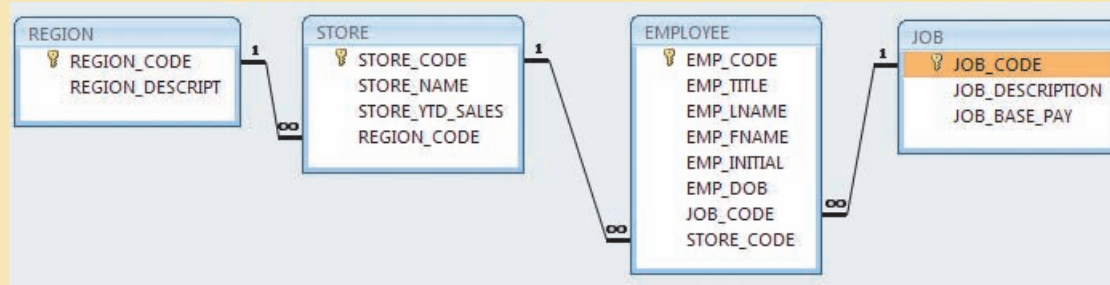 REGION
REGION_CODE
REGION_DESCRIPT
1
∞
STORE
STORE_CODE
STORE_NAME
STORE_YTD_SALES
REGION_CODE
1
∞
EMPLOYEE
EMP_CODE
EMP_TITLE
EMP_LNAME
EMP_FNAME
EMP_INITIAL
EMP_DOB
JOB_CODE
STORE_CODE
1
∞
JOB
JOB_CODE
JOB_DESCRIPTION
JOB_BASE_PAY